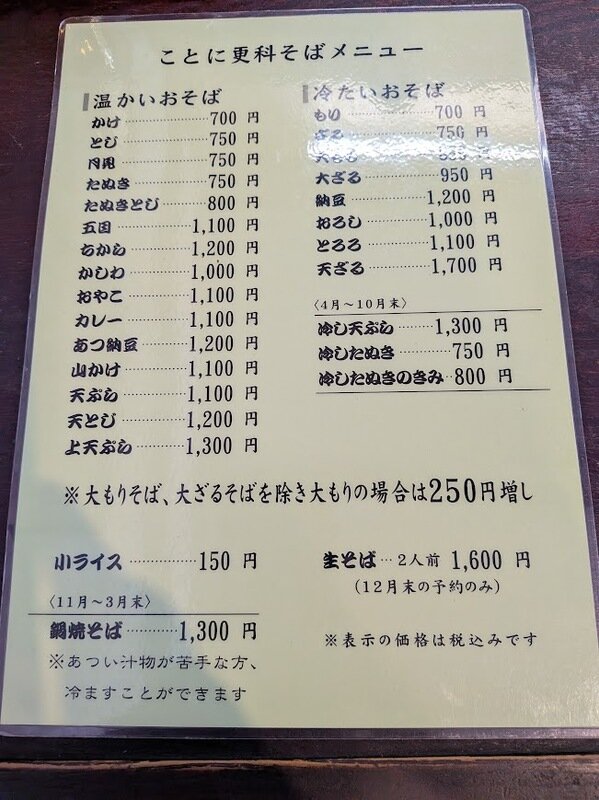 ことに更科そばメニュー
温かいおそば
かけ 700 円
とじ 750 円
月見 750 円
たぬき 750 円
たぬきとじ 800 円
五目 1,100 円
ちから 1,200 円
かしわ 1,000 円
おやこ 1,100 円
カレー 1,100 円
あつ納豆 1,200 円
山かけ 1,100 円
天ぷら 1,100 円
天とじ 1,200 円
上天ぷら 1,300 円
冷たいおそば
もり 700 円
ざる 750 円
円
大ざる 950 円
納豆 1,200 円
おろし 1,000 円
とろろ 1,100 円
天ざる 1,700 円
〈4月～10月末〉
冷し天ぷら 1,300 円
冷したぬき 750 円
冷したぬきのきみ 800 円
※大もりそば、大ざるそばを除き大もりの場合は250円増し
小ライス 150 円
〈11月～3月末〉
鍋焼そば 1,300 円
※あつい汁物が苦手な方、
冷ますことができます
生そば…2人前 1,600 円
(12月末の予約のみ)
※表示の価格は税込みです